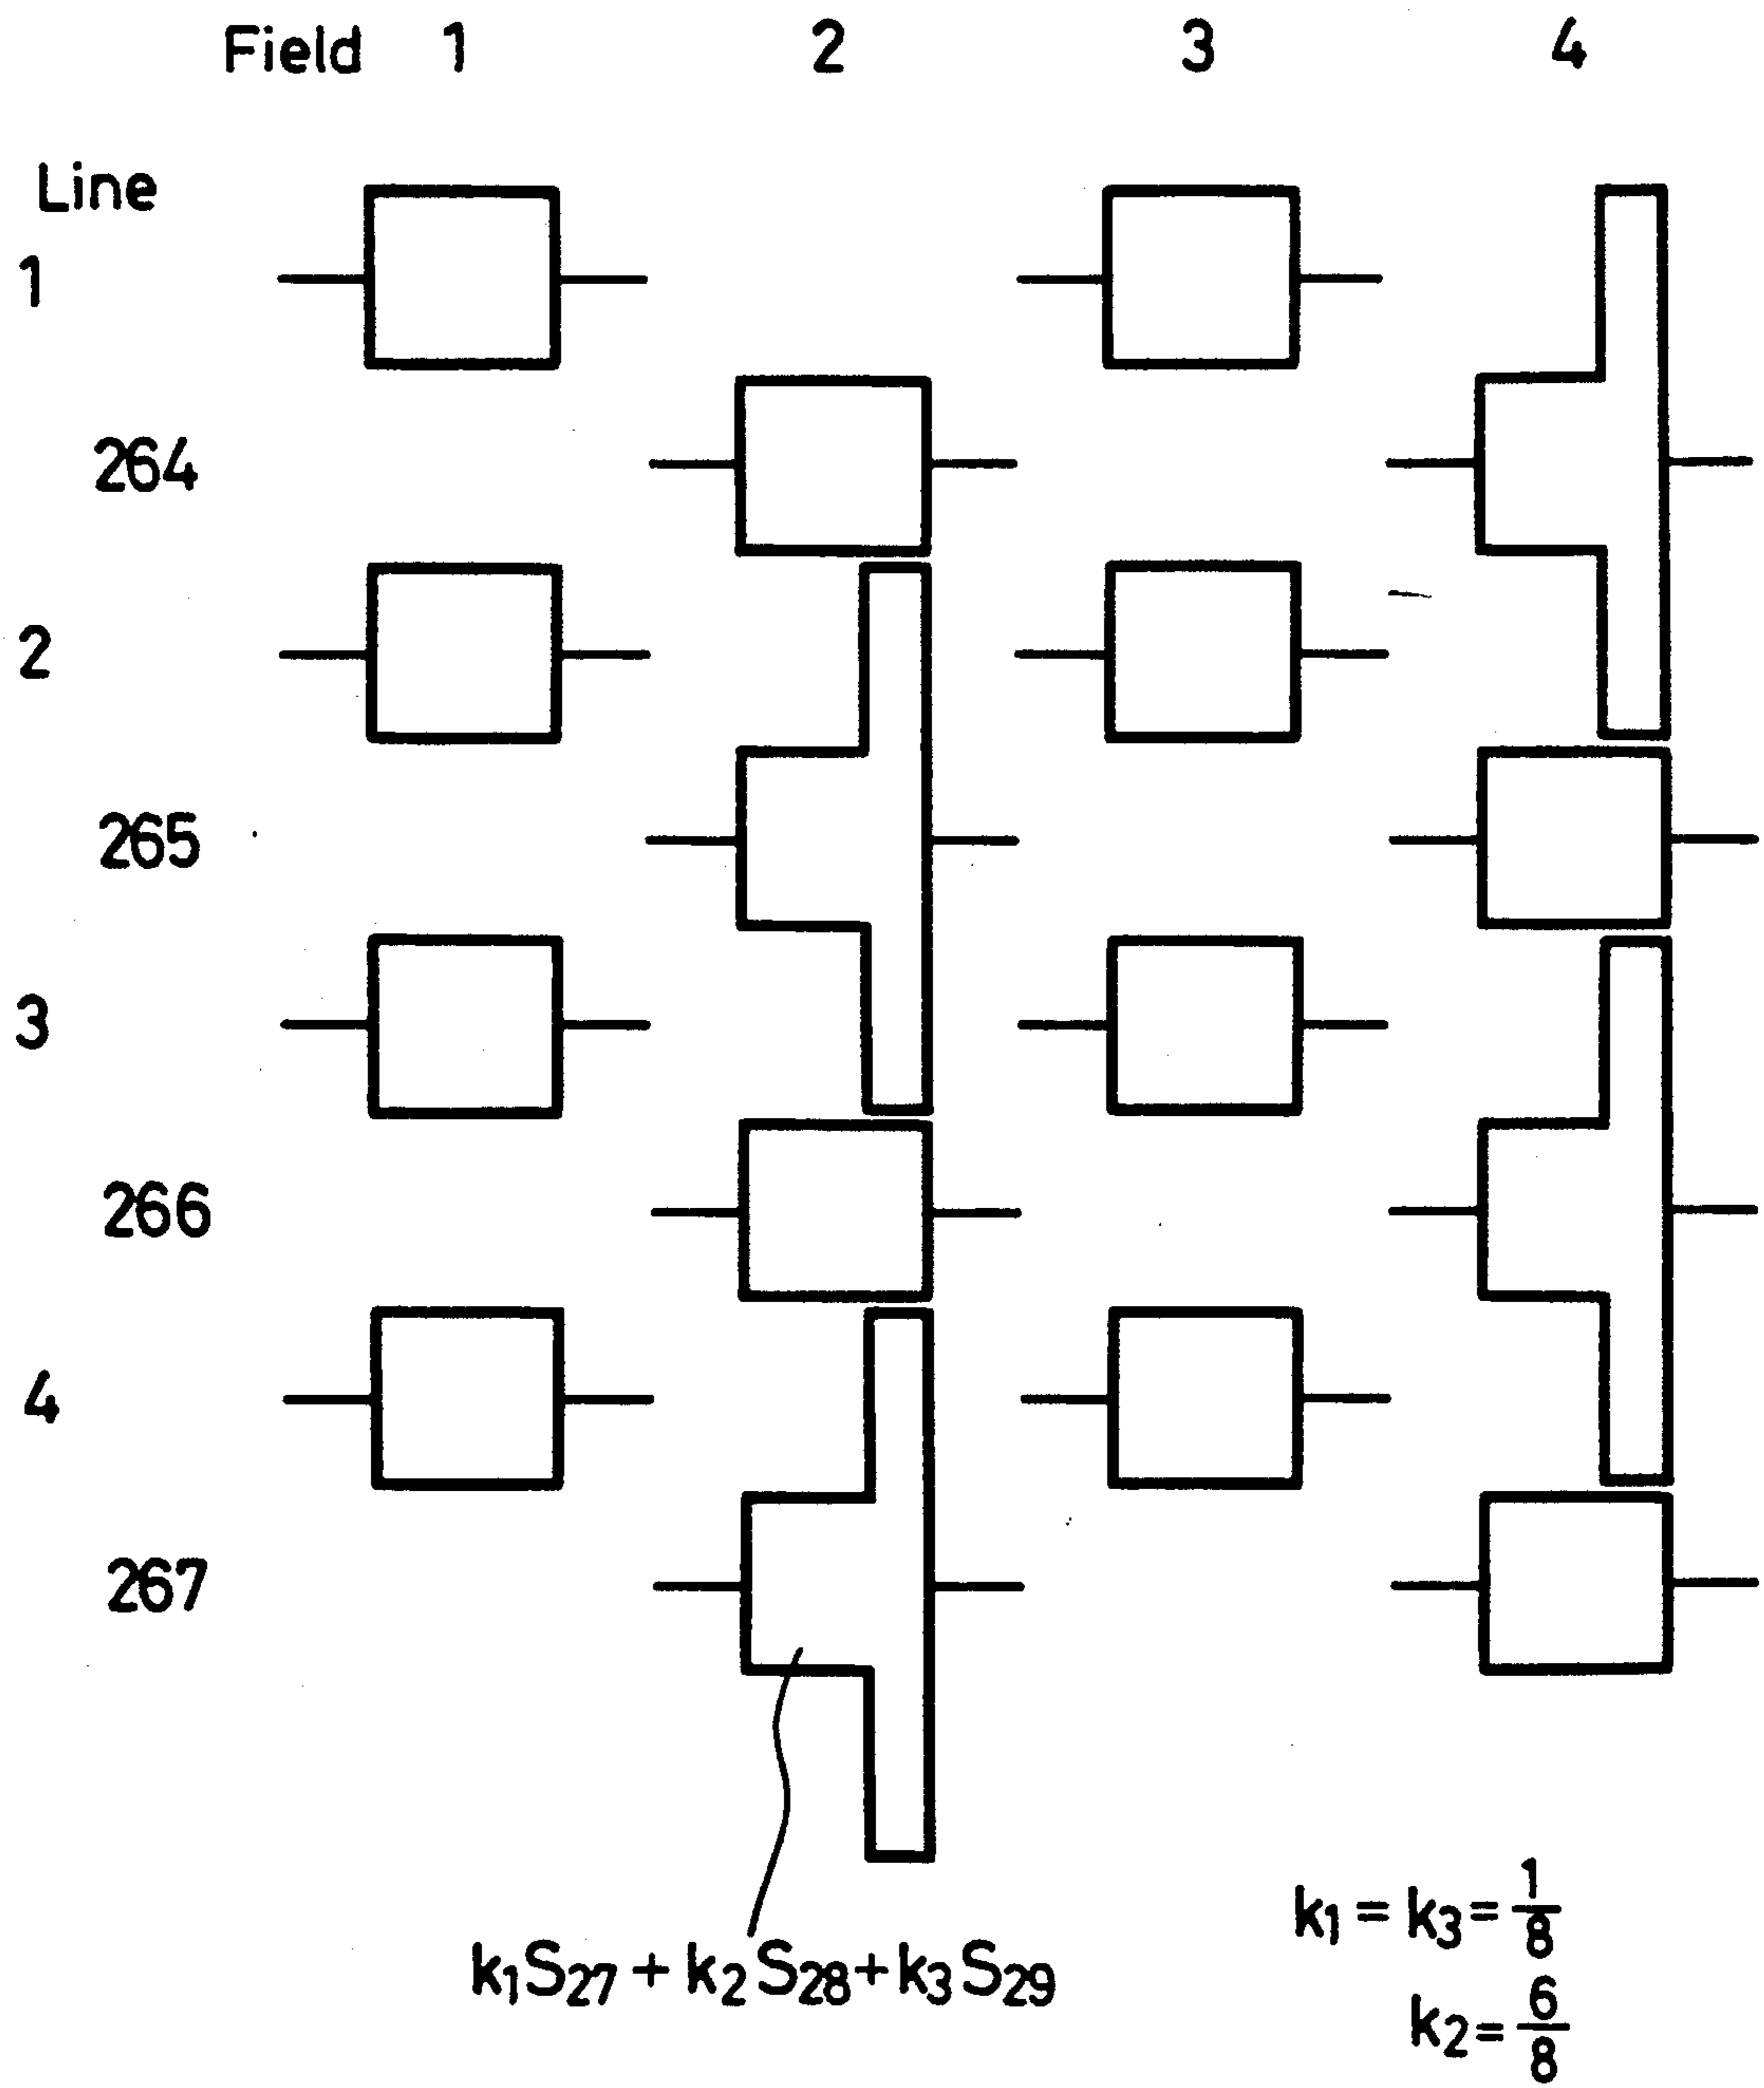 Field 1 2 3 4
Line
1
264
2
265
3
266
4
267
k₁S₂₇ + k₂S₂₈ + k₃S₂₉
k₁ = k₃ = 1/8
k₂ = 6/8